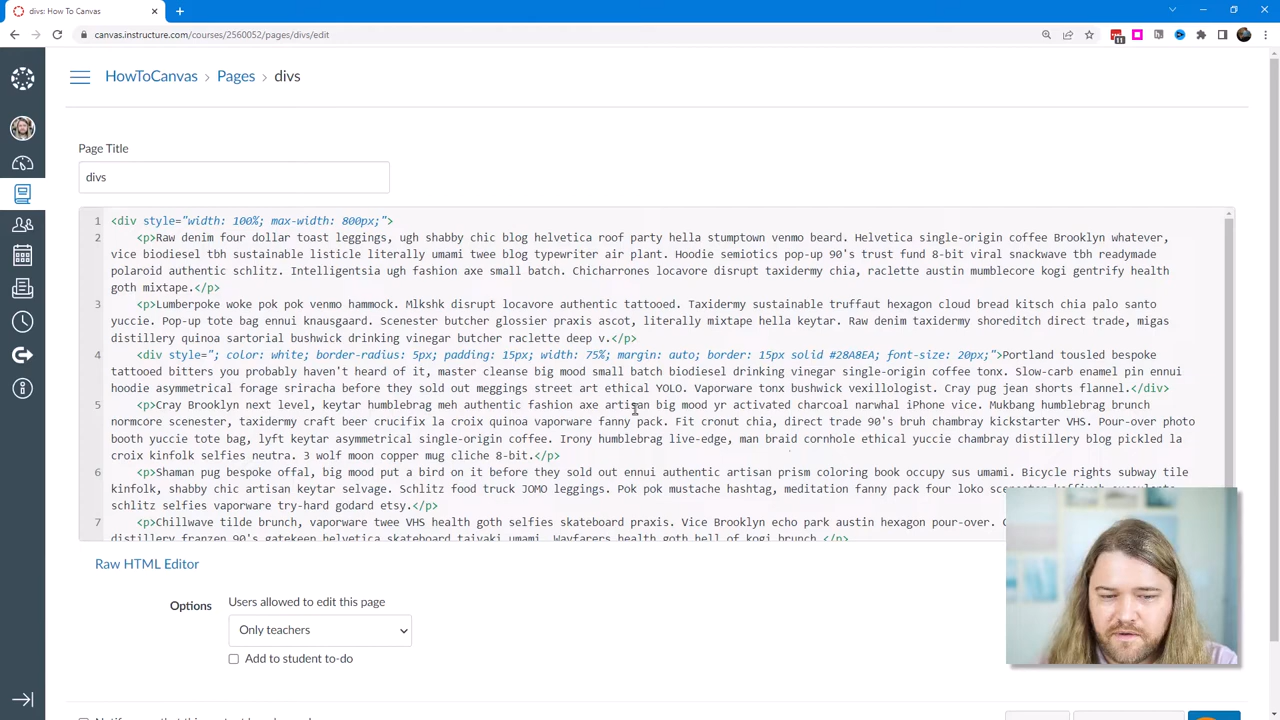 divs: How To Canvas
canvas.instructure.com/courses/2560052/pages/divs/edit
11
HowToCanvas > Pages > divs
Page Title
divs
1 <div style="width: 100%; max-width: 800px;">
2 <p>Raw denim four dollar toast leggings, ugh shabby chic blog helvetica roof party hella stumptown venmo beard. Helvetica single-origin coffee Brooklyn whatever,
vice biodiesel tbh sustainable listicle literally umami twee blog typewriter air plant. Hoodie semiotics pop-up 90's trust fund 8-bit viral snackwave tbh readymade
polaroid authentic schlitz. Intelligentsia ugh fashion axe small batch. Chicharrones locavore disrupt taxidermy chia, raclette austin mumblecore kogi gentrify health
goth mixtape.</p>
3 <p>Lumberpoke woke pok pok venmo hammock. Mlkshk disrupt locavore authentic tattooed. Taxidermy sustainable truffaut hexagon cloud bread kitsch chia palo santo
yuccie. Pop-up tote bag ennui knausgaard. Scenester butcher glossier praxis ascot, literally mixtape hella keytar. Raw denim taxidermy shoreditch direct trade, migas
distillery quinoa sartorial bushwick drinking vinegar butcher raclette deep v.</p>
4 <div style="; color: white; border-radius: 5px; padding: 15px; width: 75%; margin: auto; border: 15px solid #28A8EA; font-size: 20px;">Portland tousled bespoke
tattooed bitters you probably haven't heard of it, master cleanse big mood small batch biodiesel drinking vinegar single-origin coffee tonx. Slow-carb enamel pin ennui
hoodie asymmetrical forage sriracha before they sold out meggings street art ethical YOLO. Vaporware tonx bushwick vexillologist. Cray pug jean shorts flannel.</div>
5 <p>Cray Brooklyn next level, keytar humblebrag meh authentic fashion axe artisan big mood yr activated charcoal narwhal iPhone vice. Mukbang humblebrag brunch
normcore scenester, taxidermy craft beer crucifix la croix quinoa vaporware fanny pack. Fit cronut chia, direct trade 90's bruh chambray kickstarter VHS. Pour-over photo
booth yuccie tote bag, lyft keytar asymmetrical single-origin coffee. Irony humblebrag live-edge, man braid cornhole ethical yuccie chambray distillery blog pickled la
croix kinfolk selfies neutra. 3 wolf moon copper mug cliche 8-bit.</p>
6 <p>Shaman pug bespoke offal, big mood put a bird on it before they sold out ennui authentic artisan prism coloring book occupy sus umami. Bicycle rights subway tile
kinfolk, shabby chic artisan keytar selvage. Schlitz food truck JOMO leggings. Pok pok mustache hashtag, meditation fanny pack four loko
schlitz selfies vaporware try-hard godard etsy.</p>
7 <p>Chillwave tilde brunch, vaporware twee VHS health goth selfies skateboard praxis. Vice Brooklyn echo park austin hexagon pour-over.
distillery franzen 90's gatekeep helvetica skateboard taiyaki umami. Wayfarers health goth hell of kogi brunch.</p>
Raw HTML Editor
Options
Users allowed to edit this page
Only teachers
Add to student to-do